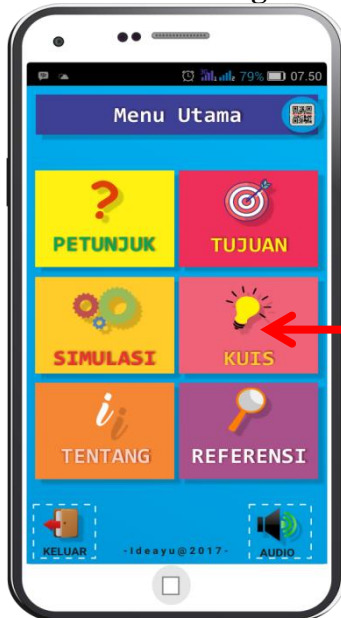 79% 07.50
Menu Utama
PETUNJUK
TUJUAN
SIMULASI
KUIS
TENTANG
REFERENSI
KELUAR
-Ideayu@2017-
AUDIO